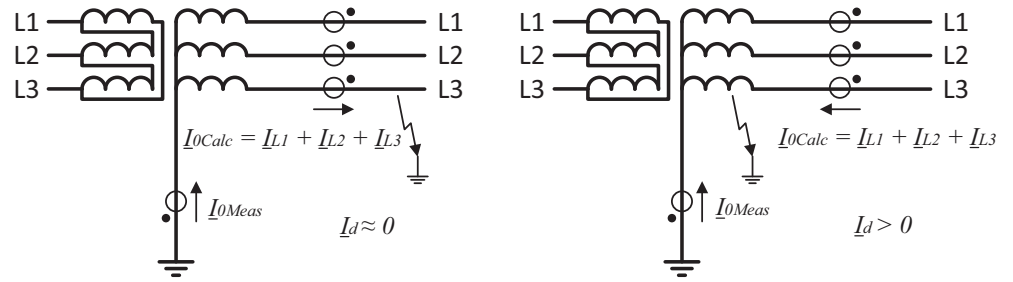 L1
L2
L3
L1
L2
L3
I0Calc = IL1 + IL2 + IL3
I0Meas
Id ≈ 0
L1
L2
L3
L1
L2
L3
I0Calc = IL1 + IL2 + IL3
I0Meas
Id > 0